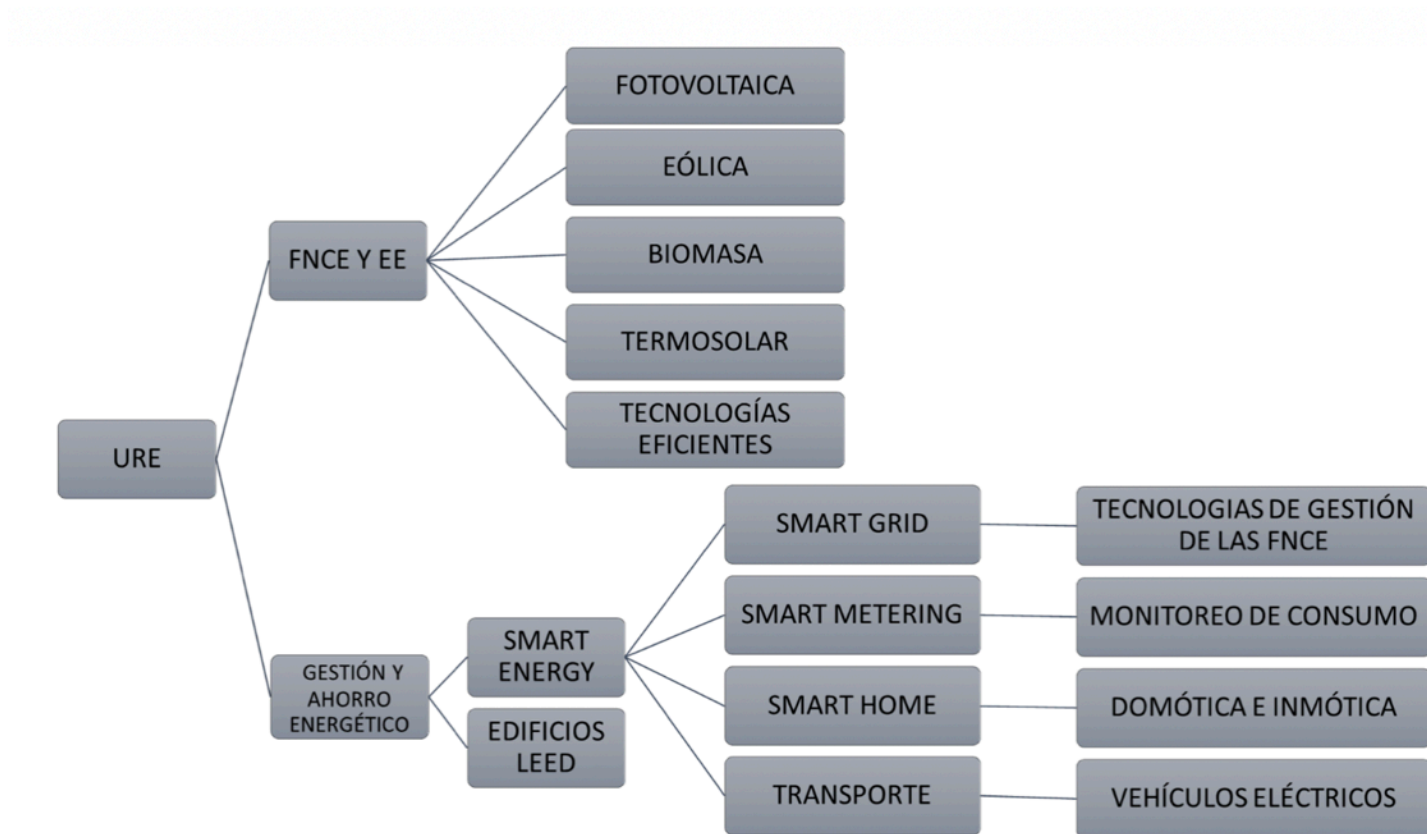 FOTOVOLTAICA
EÓLICA
FNCE Y EE
BIOMASA
TERMOSOLAR
TECNOLOGÍAS
EFICIENTES
URE
SMART GRID
TECNOLOGIAS DE GESTIÓN
DE LAS FNCE
SMART METERING
MONITOREO DE CONSUMO
SMART
ENERGY
GESTIÓN Y
AHORRO
ENERGÉTICO
SMART HOME
DOMÓTICA E INMÓTICA
EDIFICIOS
LEED
TRANSPORTE
VEHÍCULOS ELÉCTRICOS